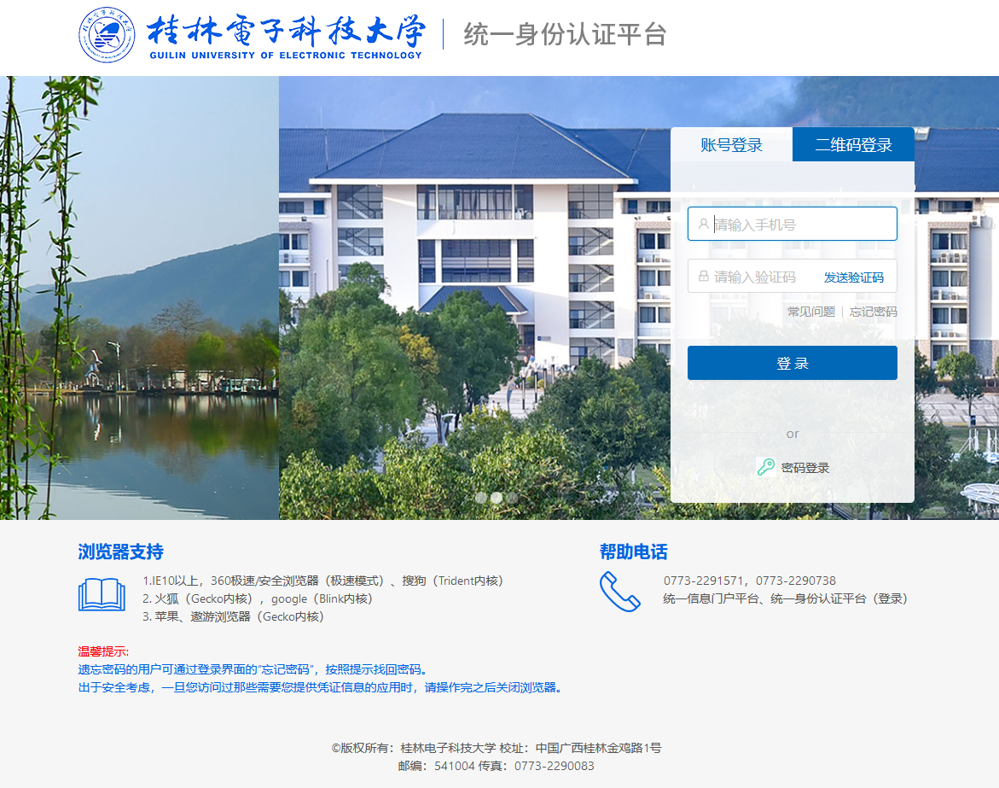 桂林電子科技大学
GUILIN UNIVERSITY OF ELECTRONIC TECHNOLOGY
统一身份认证平台
账号登录 二维码登录
请输入手机号
请输入验证码 发送验证码
常见问题 | 忘记密码
登 录
or
密码登录
浏览器支持
1.IE10以上，360极速/安全浏览器（极速模式）、搜狗（Trident内核）
2. 火狐（Gecko内核），google（Blink内核）
3. 苹果、遨游浏览器（Gecko内核）
帮助电话
0773-2291571，0773-2290738
统一信息门户平台、统一身份认证平台（登录）
温馨提示:
遗忘密码的用户可通过登录界面的“忘记密码”，按照提示找回密码。
出于安全考虑，一旦您访问过那些需要您提供凭证信息的应用时，请操作完之后关闭浏览器。
©版权所有：桂林电子科技大学 校址：中国广西桂林金鸡路1号
邮编：541004 传真：0773-2290083